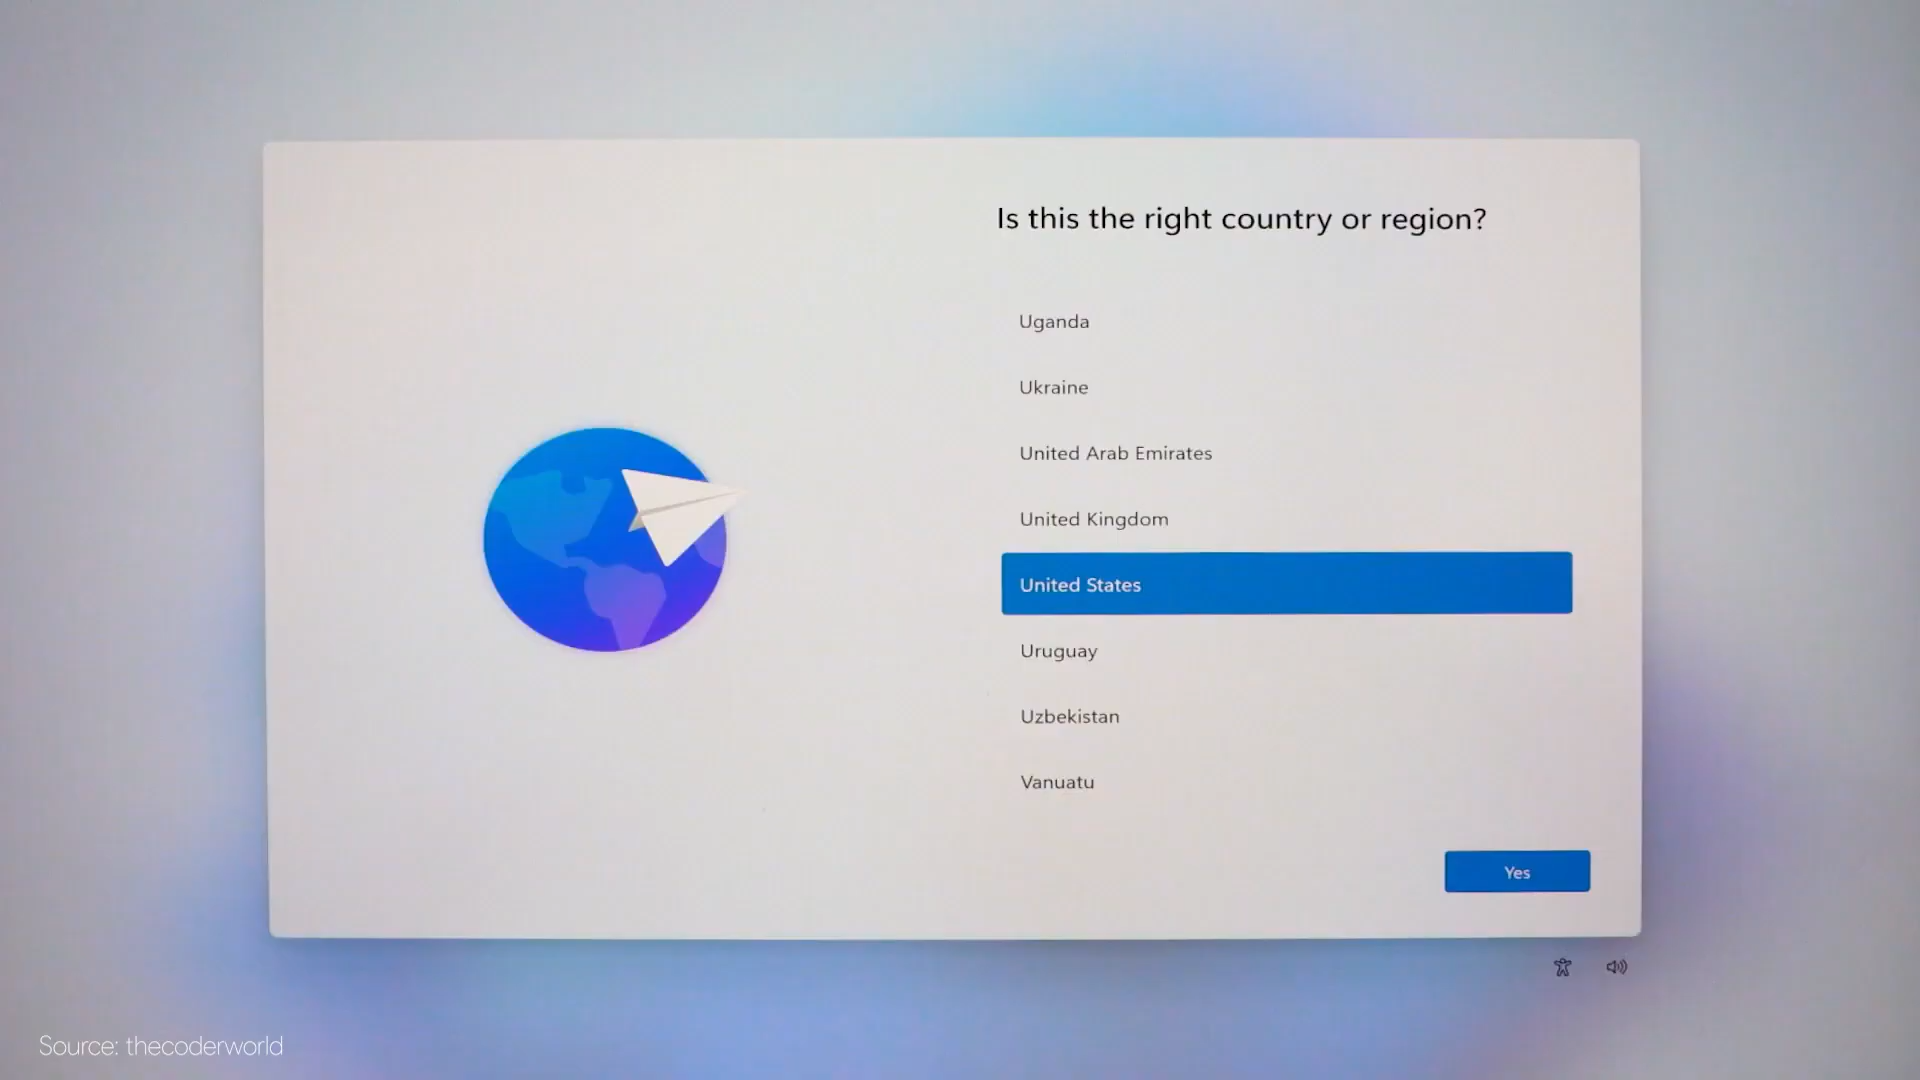 Is this the right country or region?
Uganda
Ukraine
United Arab Emirates
United Kingdom
United States
Uruguay
Uzbekistan
Vanuatu
Yes
Source: thecoderworld